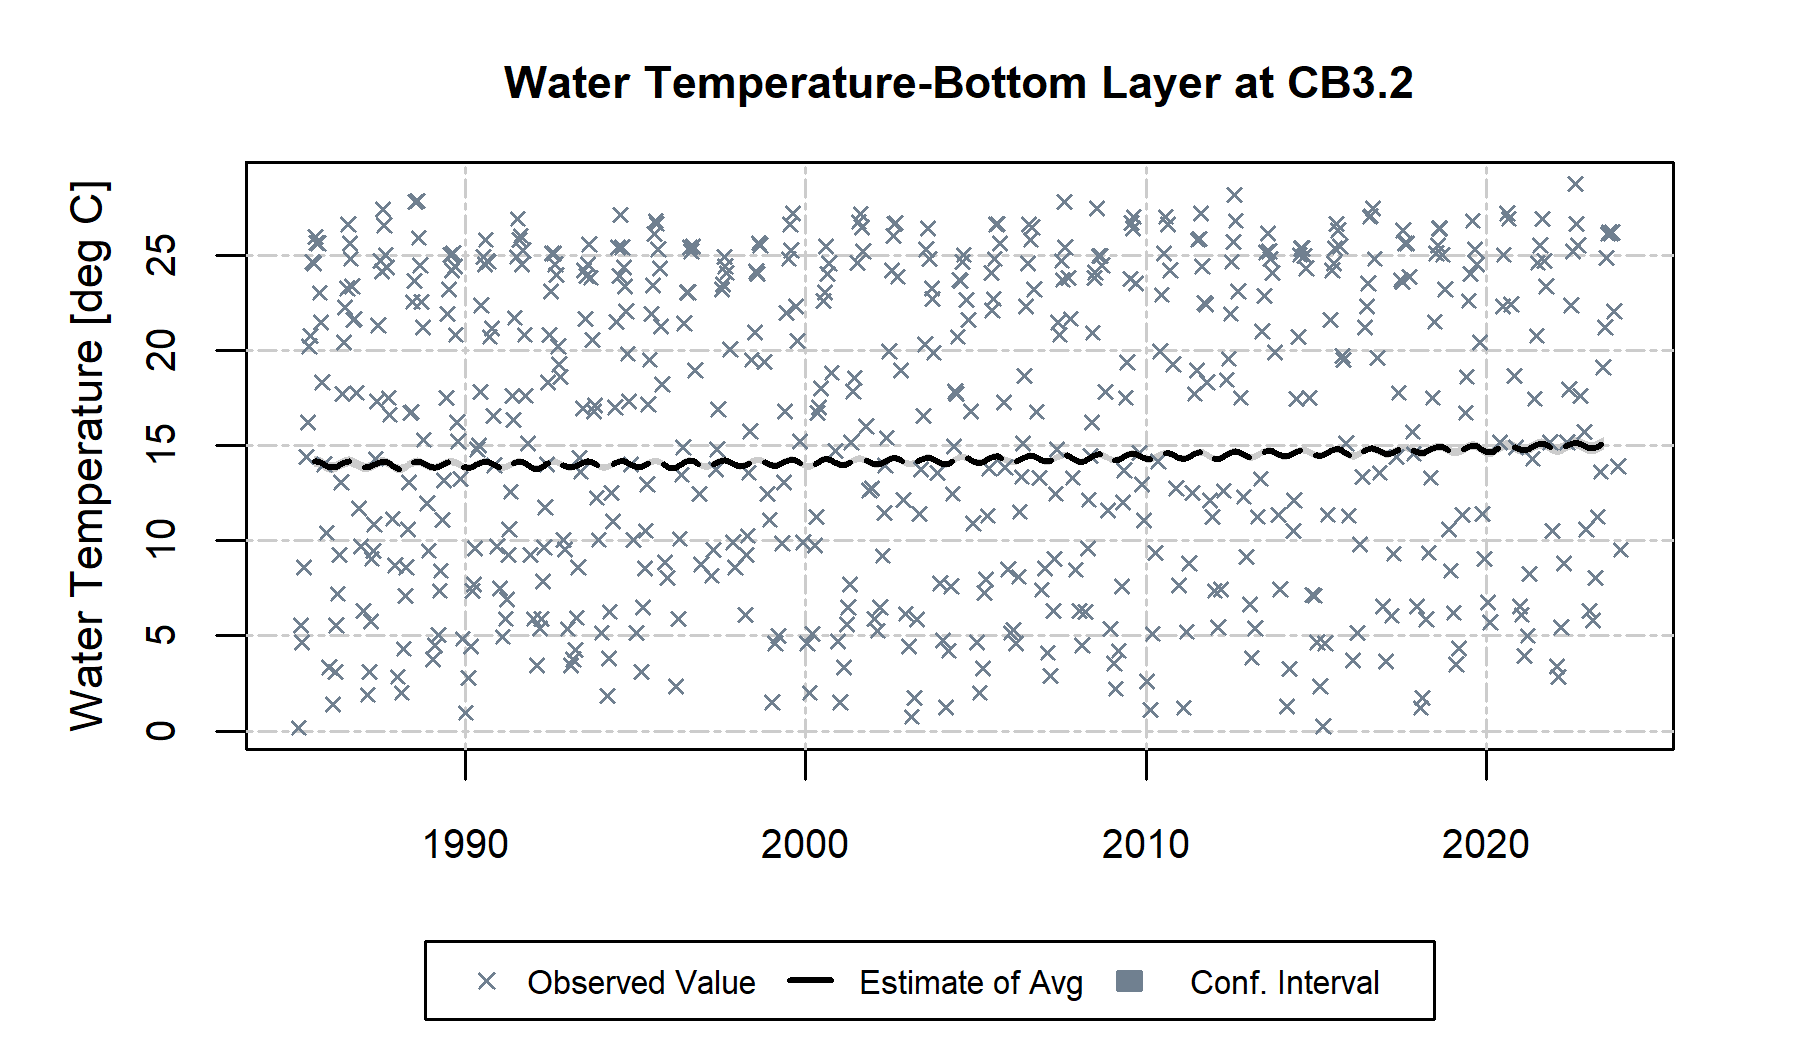 Water Temperature-Bottom Layer at CB3.2
Water Temperature [deg C]
25
20
15
10
5
0
1990 2000 2010 2020
Observed Value Estimate of Avg Conf. Interval